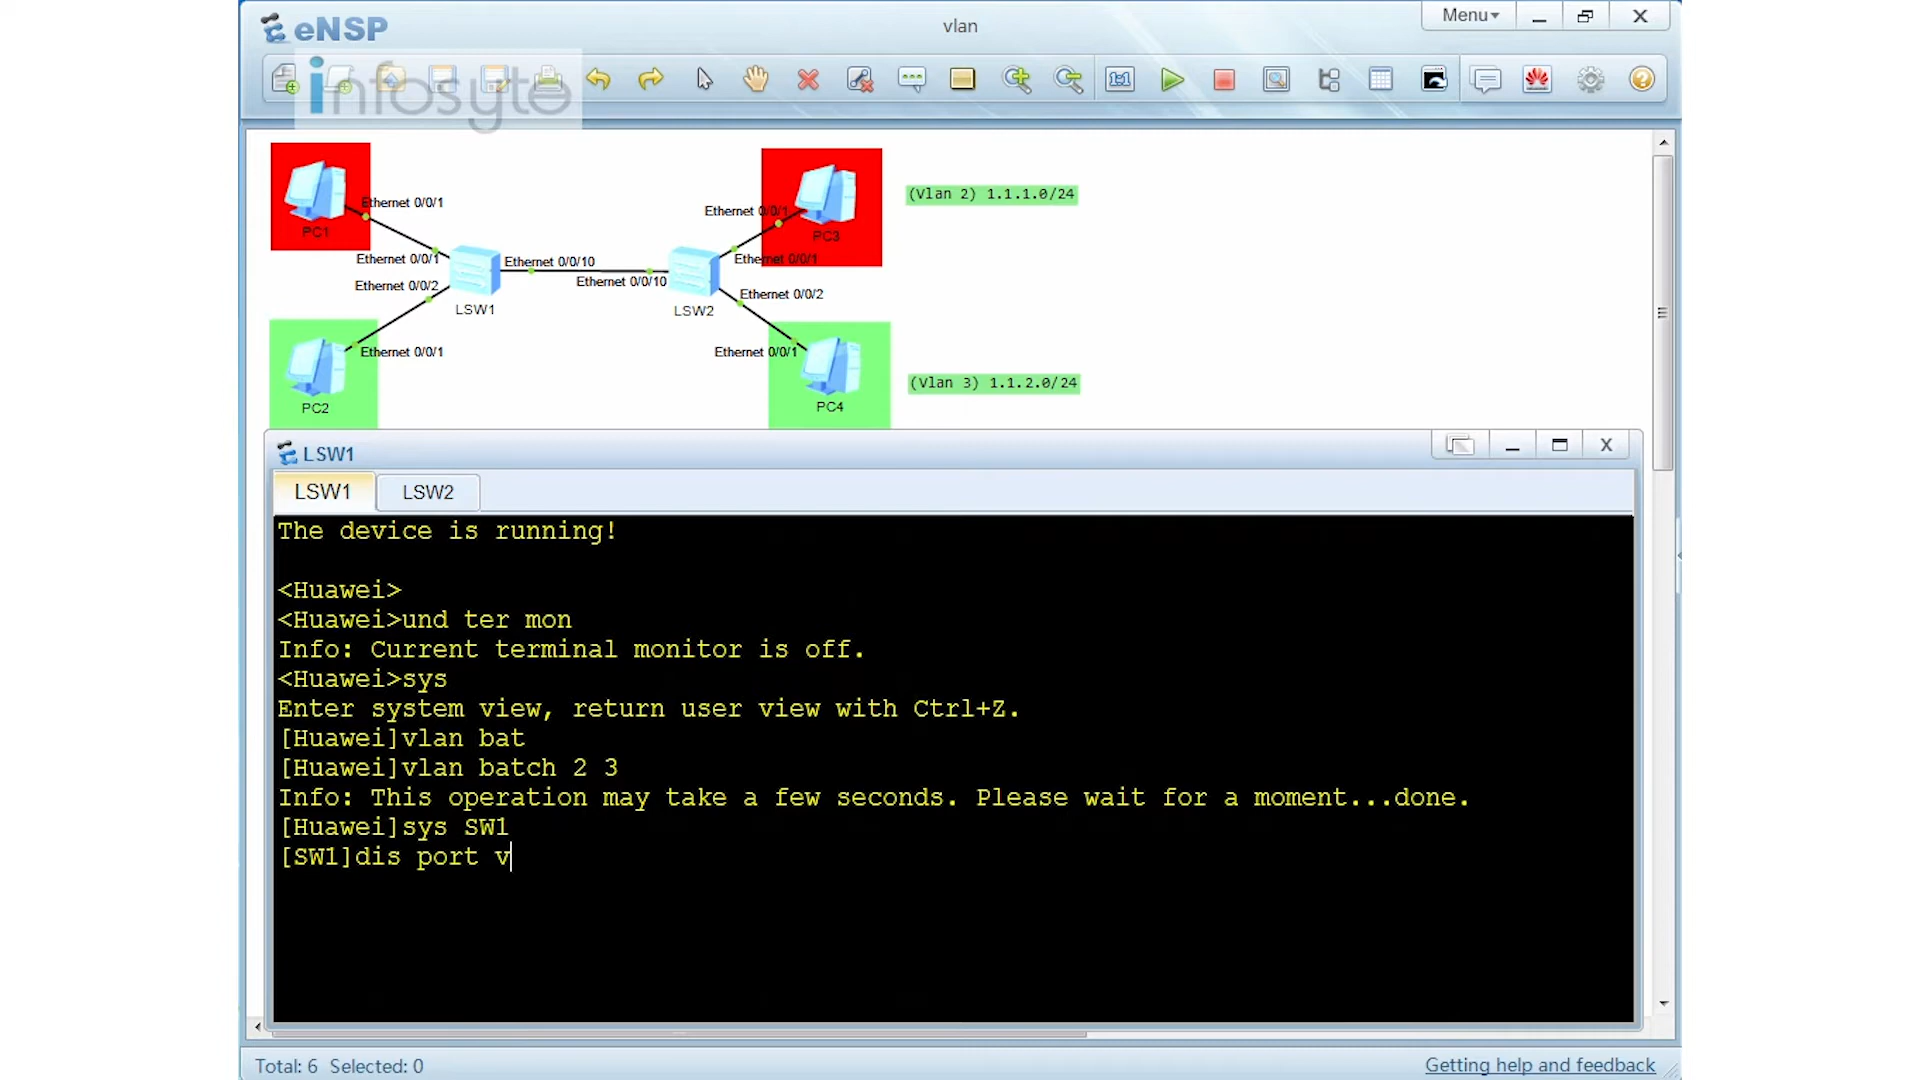 eNSP
vlan
Menu
infosyte
PC1
Ethernet 0/0/1
Ethernet 0/0/1
Ethernet 0/0/2
LSW1
Ethernet 0/0/10
Ethernet 0/0/10
LSW2
Ethernet 0/0/1
PC3
Ethernet 0/0/1
Ethernet 0/0/2
(Vlan 2) 1.1.1.0/24
Ethernet 0/0/1
PC2
Ethernet 0/0/1
PC4
(Vlan 3) 1.1.2.0/24
LSW1
LSW1 LSW2
The device is running!
<Huawei>
<Huawei>und ter mon
Info: Current terminal monitor is off.
<Huawei>sys
Enter system view, return user view with Ctrl+Z.
[Huawei]vlan bat
[Huawei]vlan batch 2 3
Info: This operation may take a few seconds. Please wait for a moment...done.
[Huawei]sys SW1
[SW1]dis port v
Total: 6 Selected: 0
Getting help and feedback